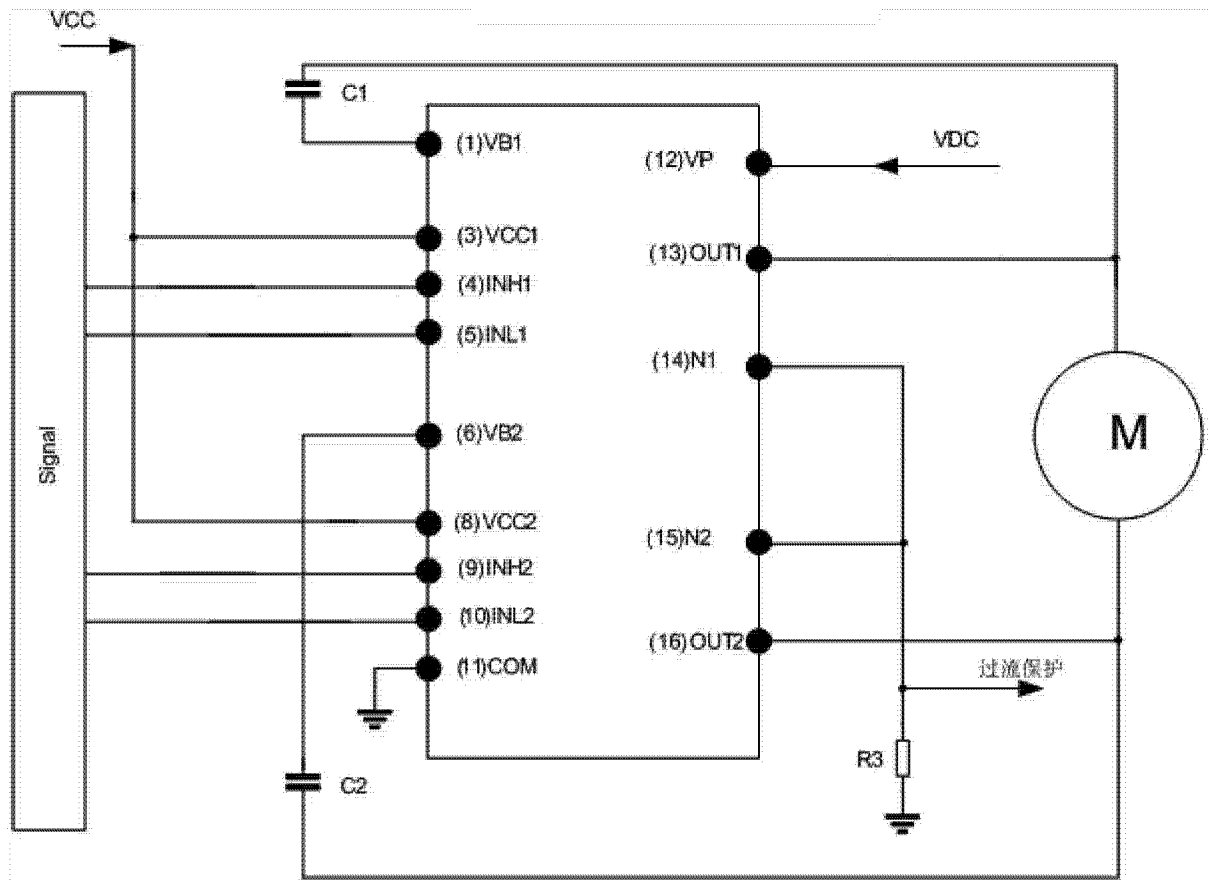 VCC
C1
(1)VB1
(12)VP
VDC
(3)VCC1
(13)OUT1
(4)INH1
(5)INL1
(14)N1
M
(6)VB2
Signal
(8)VCC2
(15)N2
(9)INH2
(10)INL2
(16)OUT2
(11)COM
过流保护
R3
C2